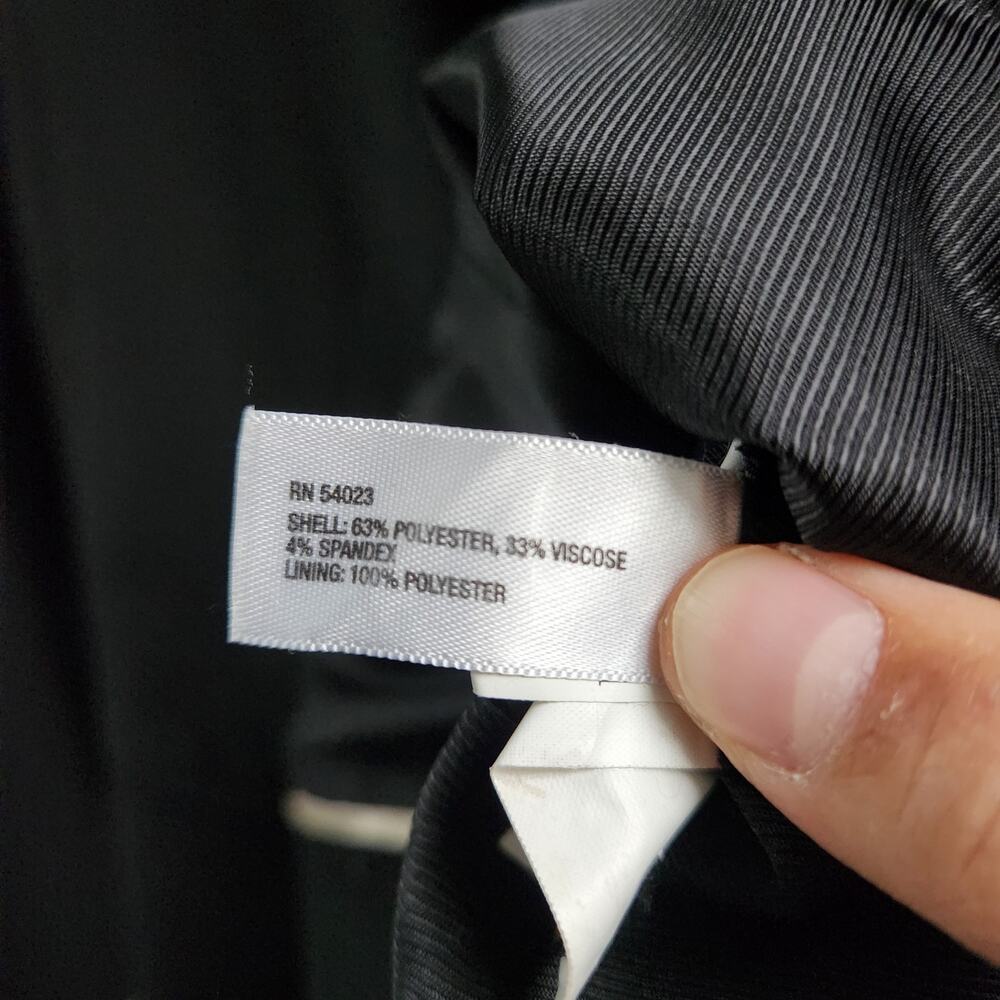 RN 54023
SHELL: 63% POLYESTER, 33% VISCOSE
4% SPANDEX
LINING: 100% POLYESTER